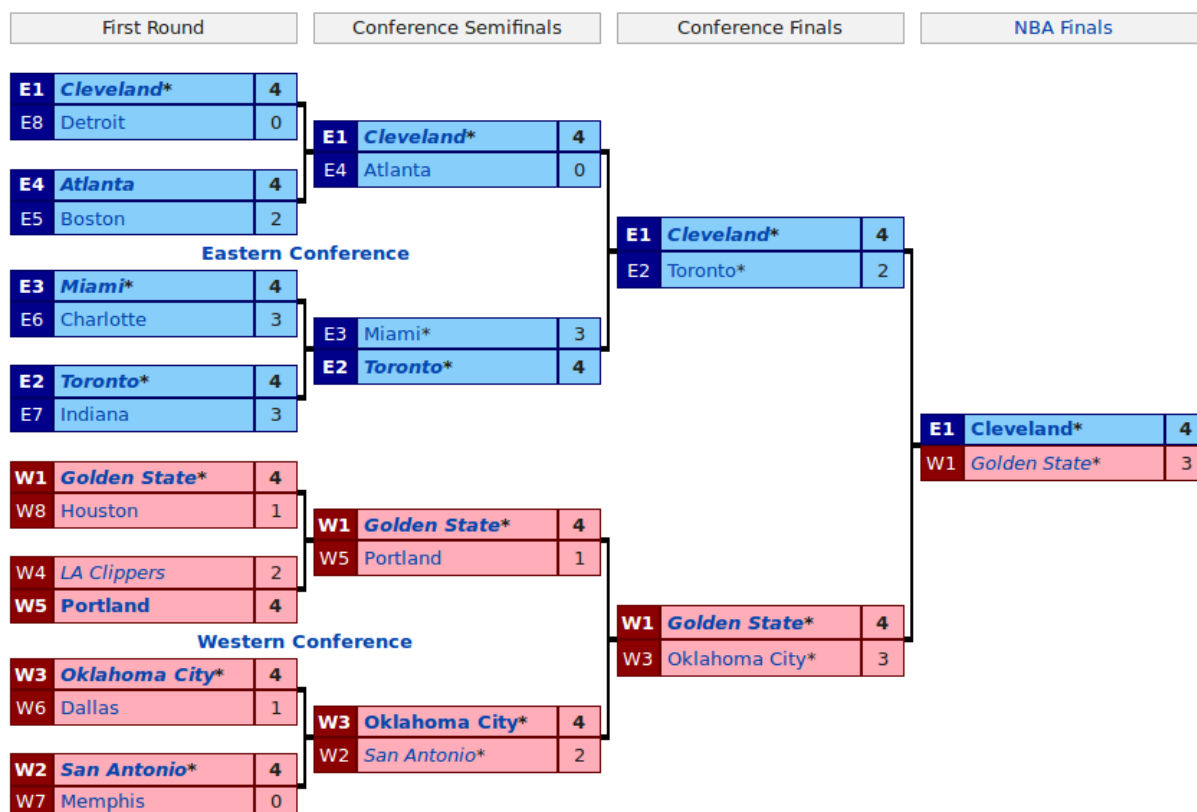 First Round Conference Semifinals Conference Finals NBA Finals
E1 Cleveland* 4
E8 Detroit 0
E4 Atlanta 4
E5 Boston 2
Eastern Conference
E3 Miami* 4
E6 Charlotte 3
E2 Toronto* 4
E7 Indiana 3
W1 Golden State* 4
W8 Houston 1
W4 LA Clippers 2
W5 Portland 4
Western Conference
W3 Oklahoma City* 4
W6 Dallas 1
W2 San Antonio* 4
W7 Memphis 0
E1 Cleveland* 4
E4 Atlanta 0
E3 Miami* 3
E2 Toronto* 4
W1 Golden State* 4
W5 Portland 1
W3 Oklahoma City* 4
W2 San Antonio* 2
E1 Cleveland* 4
E2 Toronto* 2
W1 Golden State* 4
W3 Oklahoma City* 3
E1 Cleveland* 4
W1 Golden State* 3